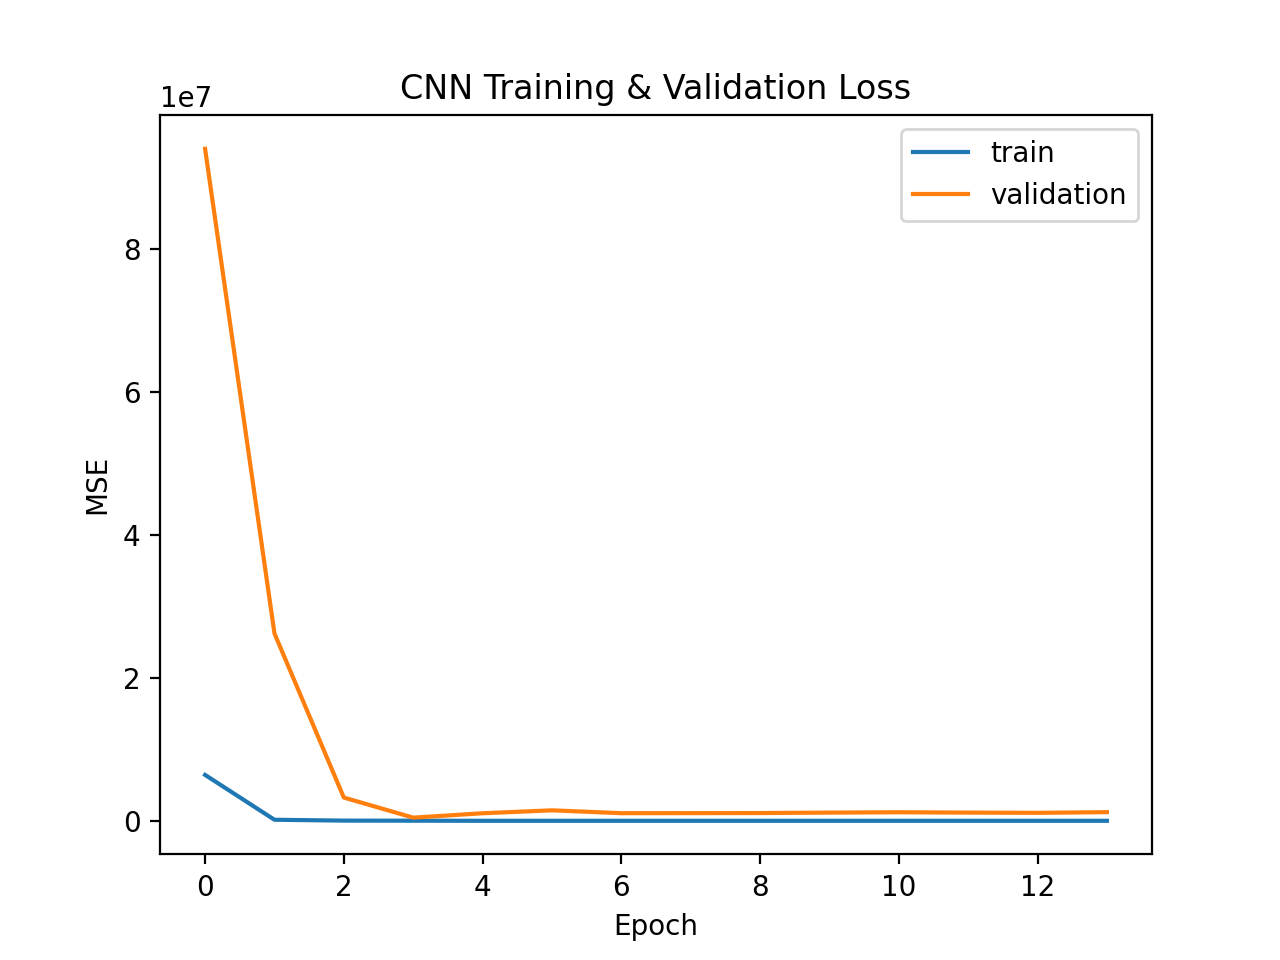 CNN Training & Validation Loss
1e7
train
validation
8
6
4
2
0
MSE
0 2 4 6 8 10 12
Epoch